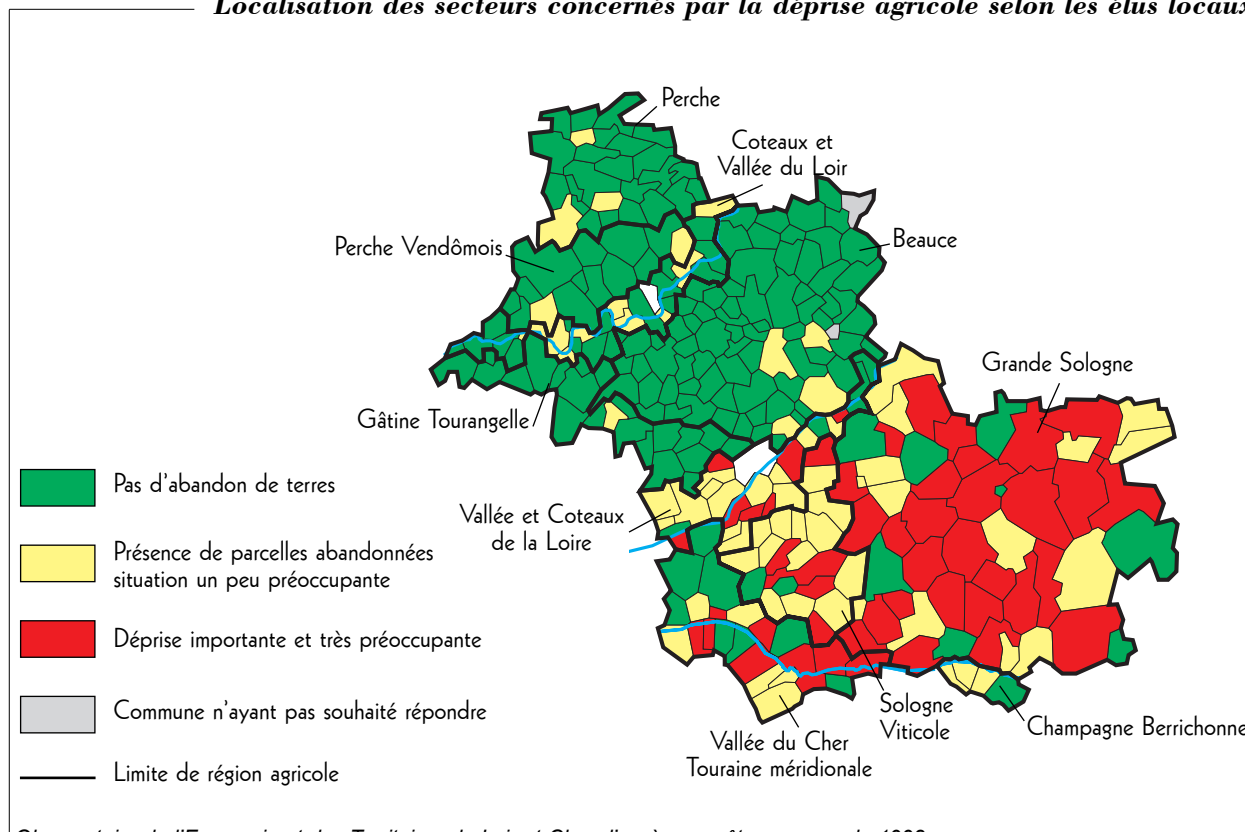 Localisation des secteurs concernés par la déprise agricole selon les élus locaux
Perche
Coteaux et
Vallée du Loir
Perche Vendômois
Beauce
Grande Sologne
Gâtine Tourangelle
Pas d'abandon de terres
Vallée et Coteaux
de la Loire
Présence de parcelles abandonnées
situation un peu préoccupante
Déprise importante et très préoccupante
Commune n'ayant pas souhaité répondre
Sologne
Viticole
Champagne Berrichonne
Vallée du Cher
Touraine méridionale
Limite de région agricole